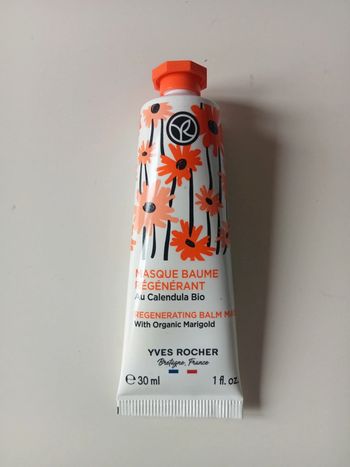 MASQUE BAUME
RÉGÉNÉRANT
Au Calendula Bio
REGENERATING BALM MA
With Organic Marigold
YVES ROCHER
Bretagne, France
℮ 30 ml 1 fl. oz.